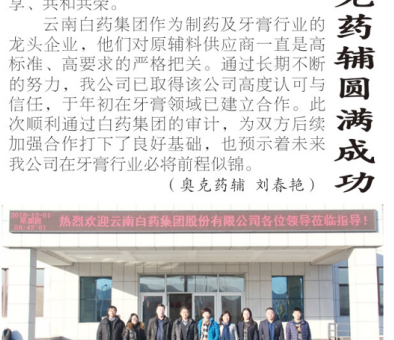 享、共和共荣。
云南白药集团作为制药及牙膏行业的
龙头企业，他们对原辅料供应商一直是高
标准、高要求的严格把关。通过长期不断
的努力，我公司已取得该公司高度认可与
信任，于年初在牙膏领域已建立合作。此
次顺利通过白药集团的审计，为双方后续
加强合作打下了良好基础，也预示着未来
我公司在牙膏行业必将前程似锦。
（奥克药辅 刘春艳）
克药辅圆满成功
热烈欢迎云南白药集团股份有限公司各位领导莅临指导！